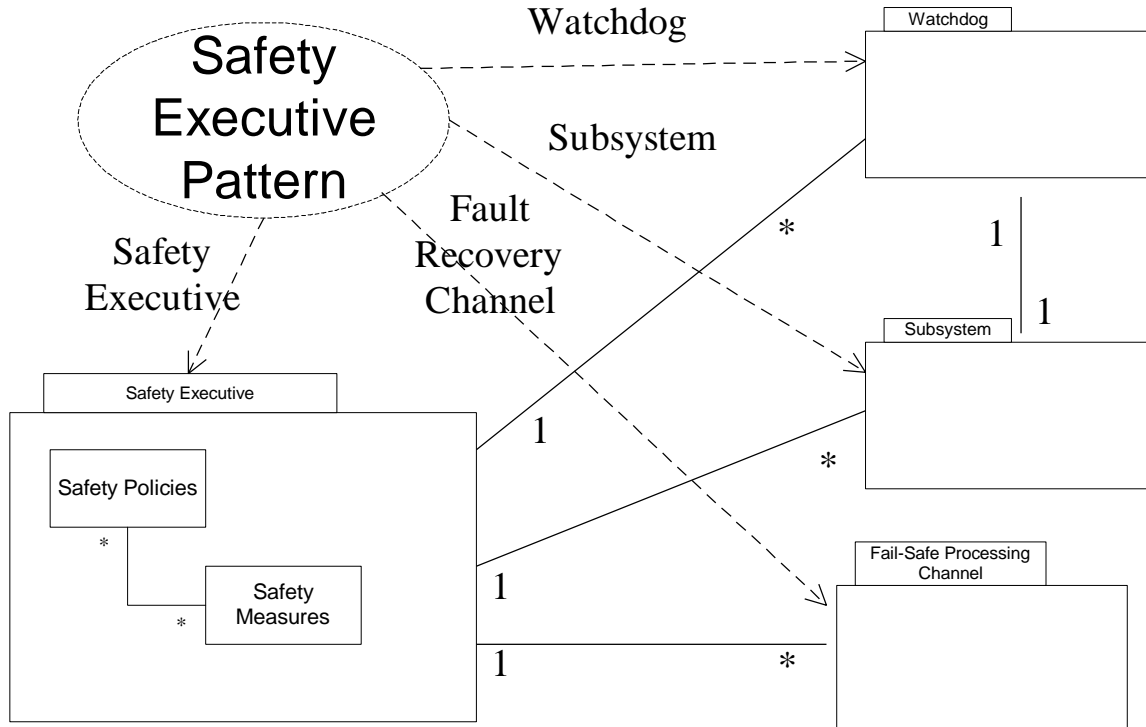 Safety
Executive
Pattern
Watchdog
Watchdog
Subsystem
Fault
Recovery
Channel
Safety
Executive
*
1
1
Subsystem
Safety Executive
1
*
Safety Policies
*
*
Safety
Measures
1
1
*
Fail-Safe Processing
Channel